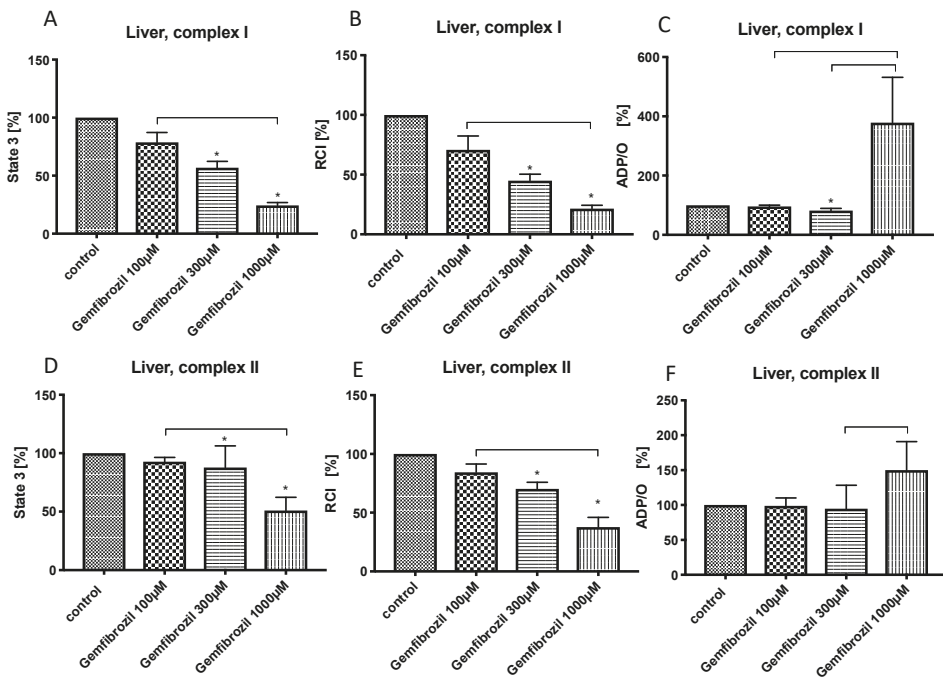 A
Liver, complex I
State 3 [%]
150
100
50
0
*
*
control
Gemfibrozil 100µM
Gemfibrozil 300µM
Gemfibrozil 1000µM
B
Liver, complex I
RCI [%]
150
100
50
0
*
*
control
Gemfibrozil 100µM
Gemfibrozil 300µM
Gemfibrozil 1000µM
C
Liver, complex I
ADP/O [%]
600
400
200
0
*
control
Gemfibrozil 100µM
Gemfibrozil 300µM
Gemfibrozil 1000µM
D
Liver, complex II
State 3 [%]
150
100
50
0
*
*
control
Gemfibrozil 100µM
Gemfibrozil 300µM
Gemfibrozil 1000µM
E
Liver, complex II
RCI [%]
150
100
50
0
*
*
control
Gemfibrozil 100µM
Gemfibrozil 300µM
Gemfibrozil 1000µM
F
Liver, complex II
ADP/O [%]
250
200
150
100
50
0
control
Gemfibrozil 100µM
Gemfibrozil 300µM
Gemfibrozil 1000µM